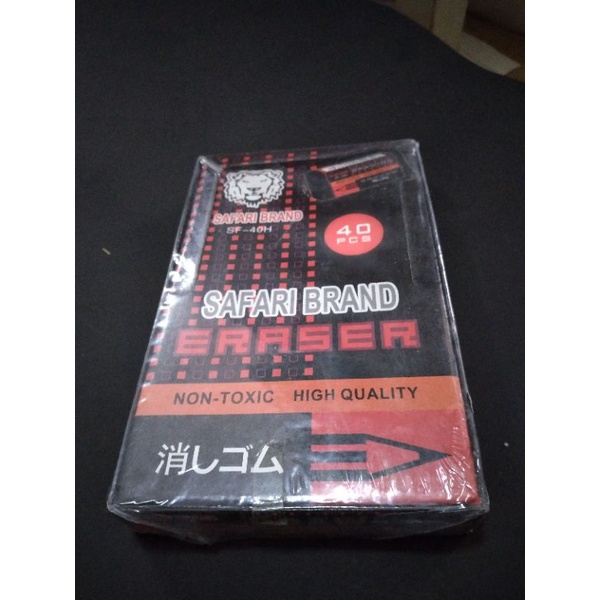 SAFARI BRAND
SF-40H
40
PCS
SAFARI BRAND
ERASER
NON-TOXIC HIGH QUALITY
消しゴム